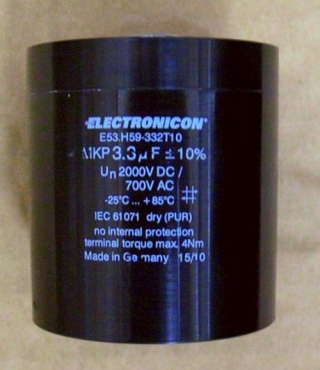 ELECTRONICON®
E53.H59-332T10
MKP 3.3µF ±10%
Un 2000V DC /
700V AC
-25°C ... +85°C
IEC 61071 dry (PUR)
no internal protection
terminal torque max. 4Nm
Made in Germany 15/10